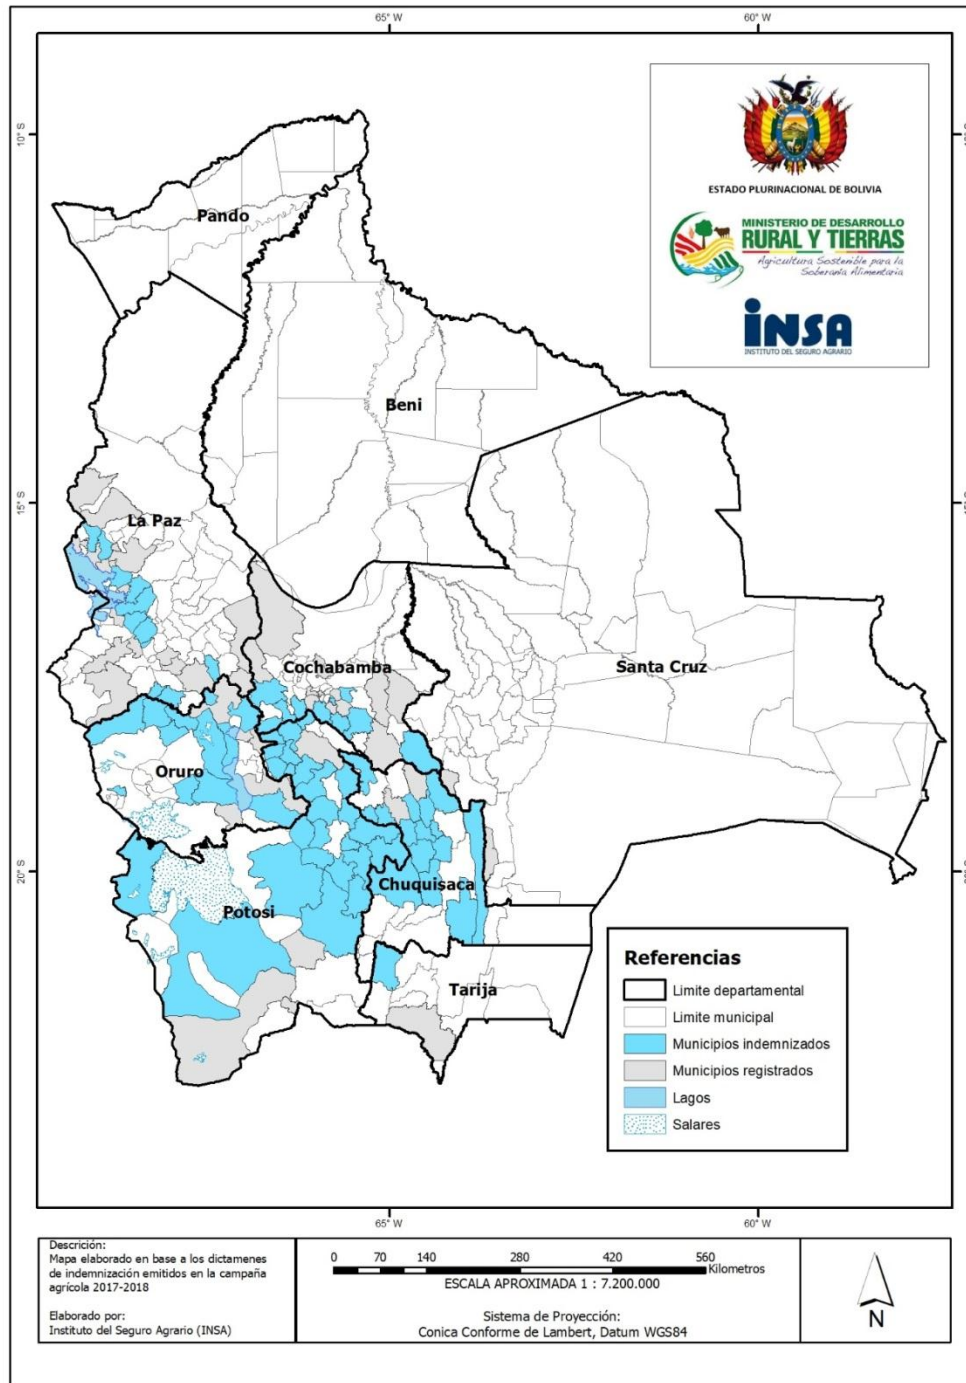 65° W
60° W
10° S
ESTADO PLURINACIONAL DE BOLIVIA
MINISTERIO DE DESARROLLO
RURAL Y TIERRAS
Agricultura Sostenible para la
Soberanía Alimentaria
INSA
INSTITUTO DEL SEGURO AGRARIO
Pando
Beni
15° S
La Paz
Cochabamba
Santa Cruz
Oruro
20° S
Chuquisaca
Potosi
Tarija
Referencias
Limite departamental
Limite municipal
Municipios indemnizados
Municipios registrados
Lagos
Salares
65° W
60° W
Descrición:
Mapa elaborado en base a los dictamenes
de indemnización emitidos en la campaña
agrícola 2017-2018
Elaborado por:
Instituto del Seguro Agrario (INSA)
0 70 140 280 420 560
Kilometros
ESCALA APROXIMADA 1 : 7.200.000
Sistema de Proyección:
Conica Conforme de Lambert, Datum WGS84
N